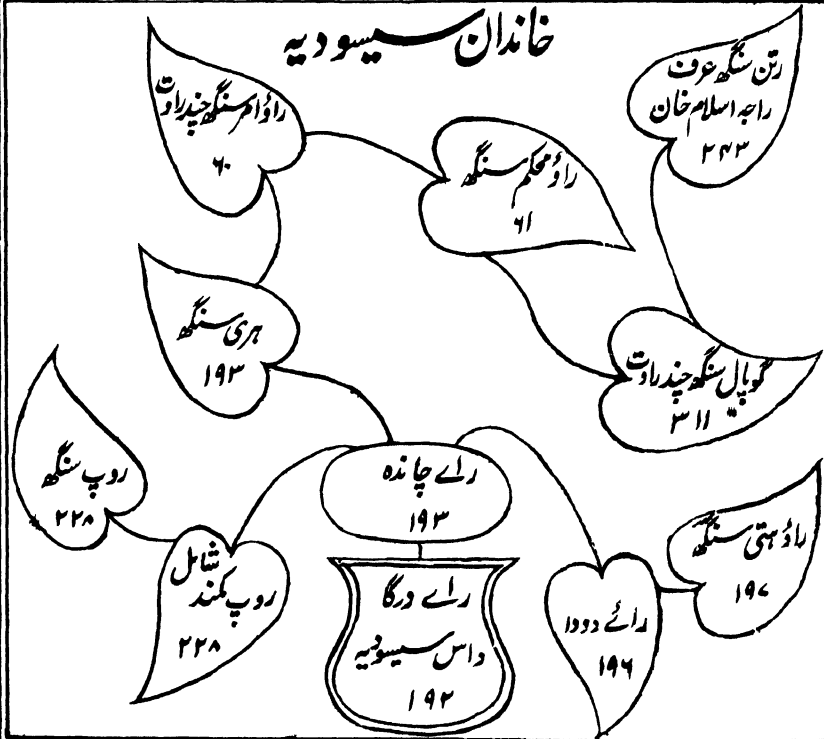 خاندان سیسودیہ
رتن سنگھ عرف
راجہ اسلام خان
۲۴۳
راؤ امر سنگھ چندراوت
۶۰
راؤ محکم سنگھ
۶۱
ہری سنگھ
۱۹۳
گوپال سنگھ چندراوت
۳۱۱
روپ سنگھ
۲۲۸
راے چاندہ
۱۹۳
راؤ ہتی سنگھ
۱۹۷
شامل
روپ مکند
۲۲۸
راے درگا
داس سیسودیہ
۱۹۲
رائے دودا
۱۹۶